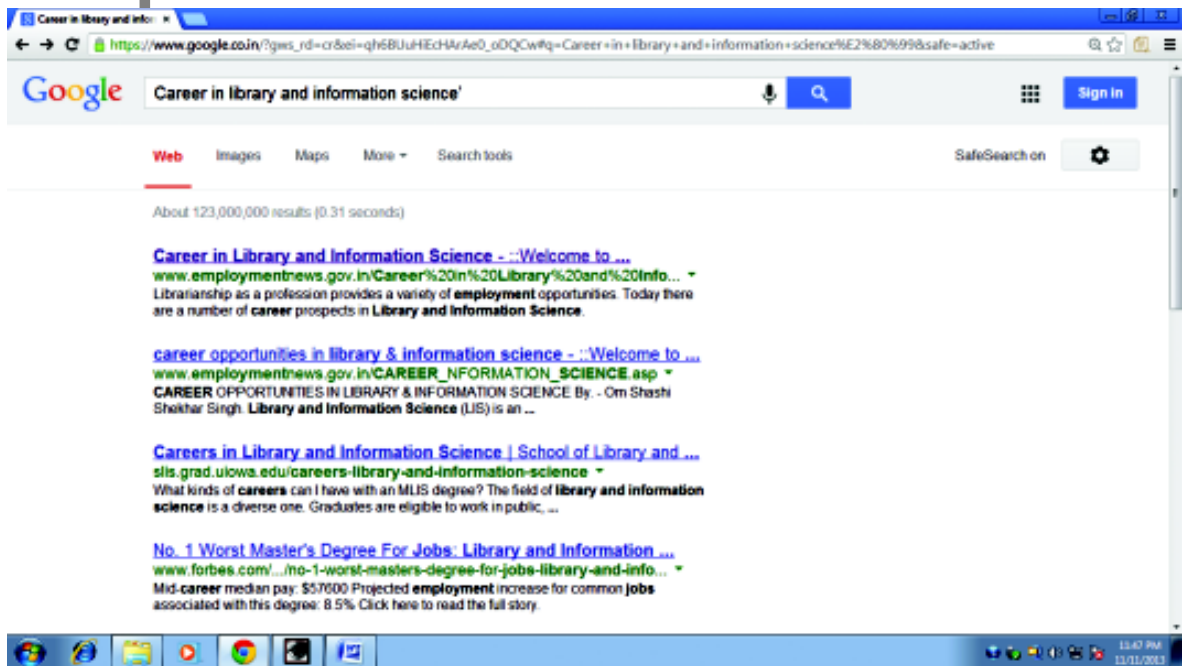 Career in library and infor
https://www.google.co.in/?gws_rd=cr&ei=qh6BUuHiEcHArAe0_oDQCw#q=Career+in+library+and+information+science%E2%80%99&safe=active
Google
Career in library and information science'
Sign in
Web Images Maps More Search tools SafeSearch on
About 123,000,000 results (0.31 seconds)
Career in Library and Information Science - ::Welcome to ...
www.employmentnews.gov.in/Career%20in%20Library%20and%20Info...
Librarianship as a profession provides a variety of employment opportunities. Today there
are a number of career prospects in Library and Information Science.
career opportunities in library & information science - ::Welcome to ...
www.employmentnews.gov.in/CAREER_NFORMATION_SCIENCE.asp
CAREER OPPORTUNITIES IN LIBRARY & INFORMATION SCIENCE By. - Om Shashi
Shekhar Singh. Library and Information Science (LIS) is an ...
Careers in Library and Information Science | School of Library and ...
slis.grad.uiowa.edu/careers-library-and-information-science
What kinds of careers can I have with an MLIS degree? The field of library and information
science is a diverse one. Graduates are eligible to work in public, ...
No. 1 Worst Master's Degree For Jobs: Library and Information ...
www.forbes.com/.../no-1-worst-masters-degree-for-jobs-library-and-info...
Mid-career median pay: $57600 Projected employment increase for common jobs
associated with this degree: 8.5% Click here to read the full story.
11:47 PM
11/11/2013